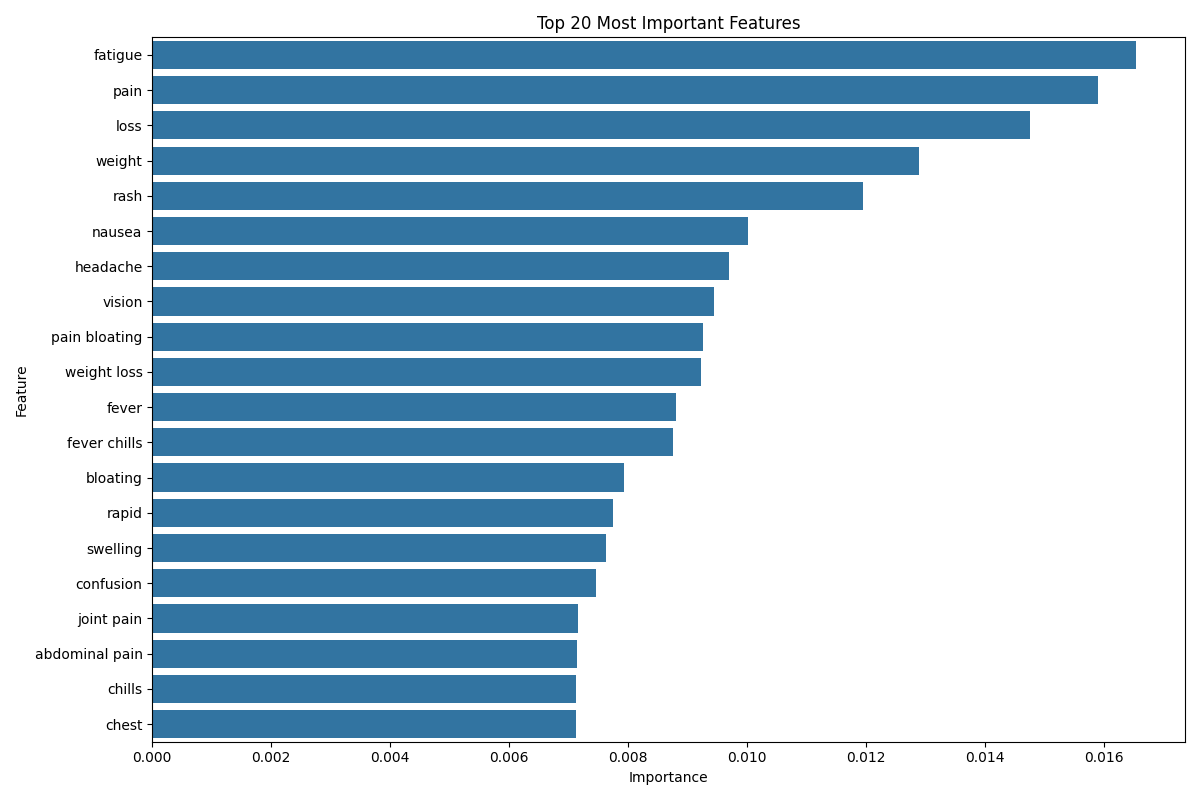 Top 20 Most Important Features
Feature
fatigue
pain
loss
weight
rash
nausea
headache
vision
pain bloating
weight loss
fever
fever chills
bloating
rapid
swelling
confusion
joint pain
abdominal pain
chills
chest
0.000 0.002 0.004 0.006 0.008 0.010 0.012 0.014 0.016
Importance